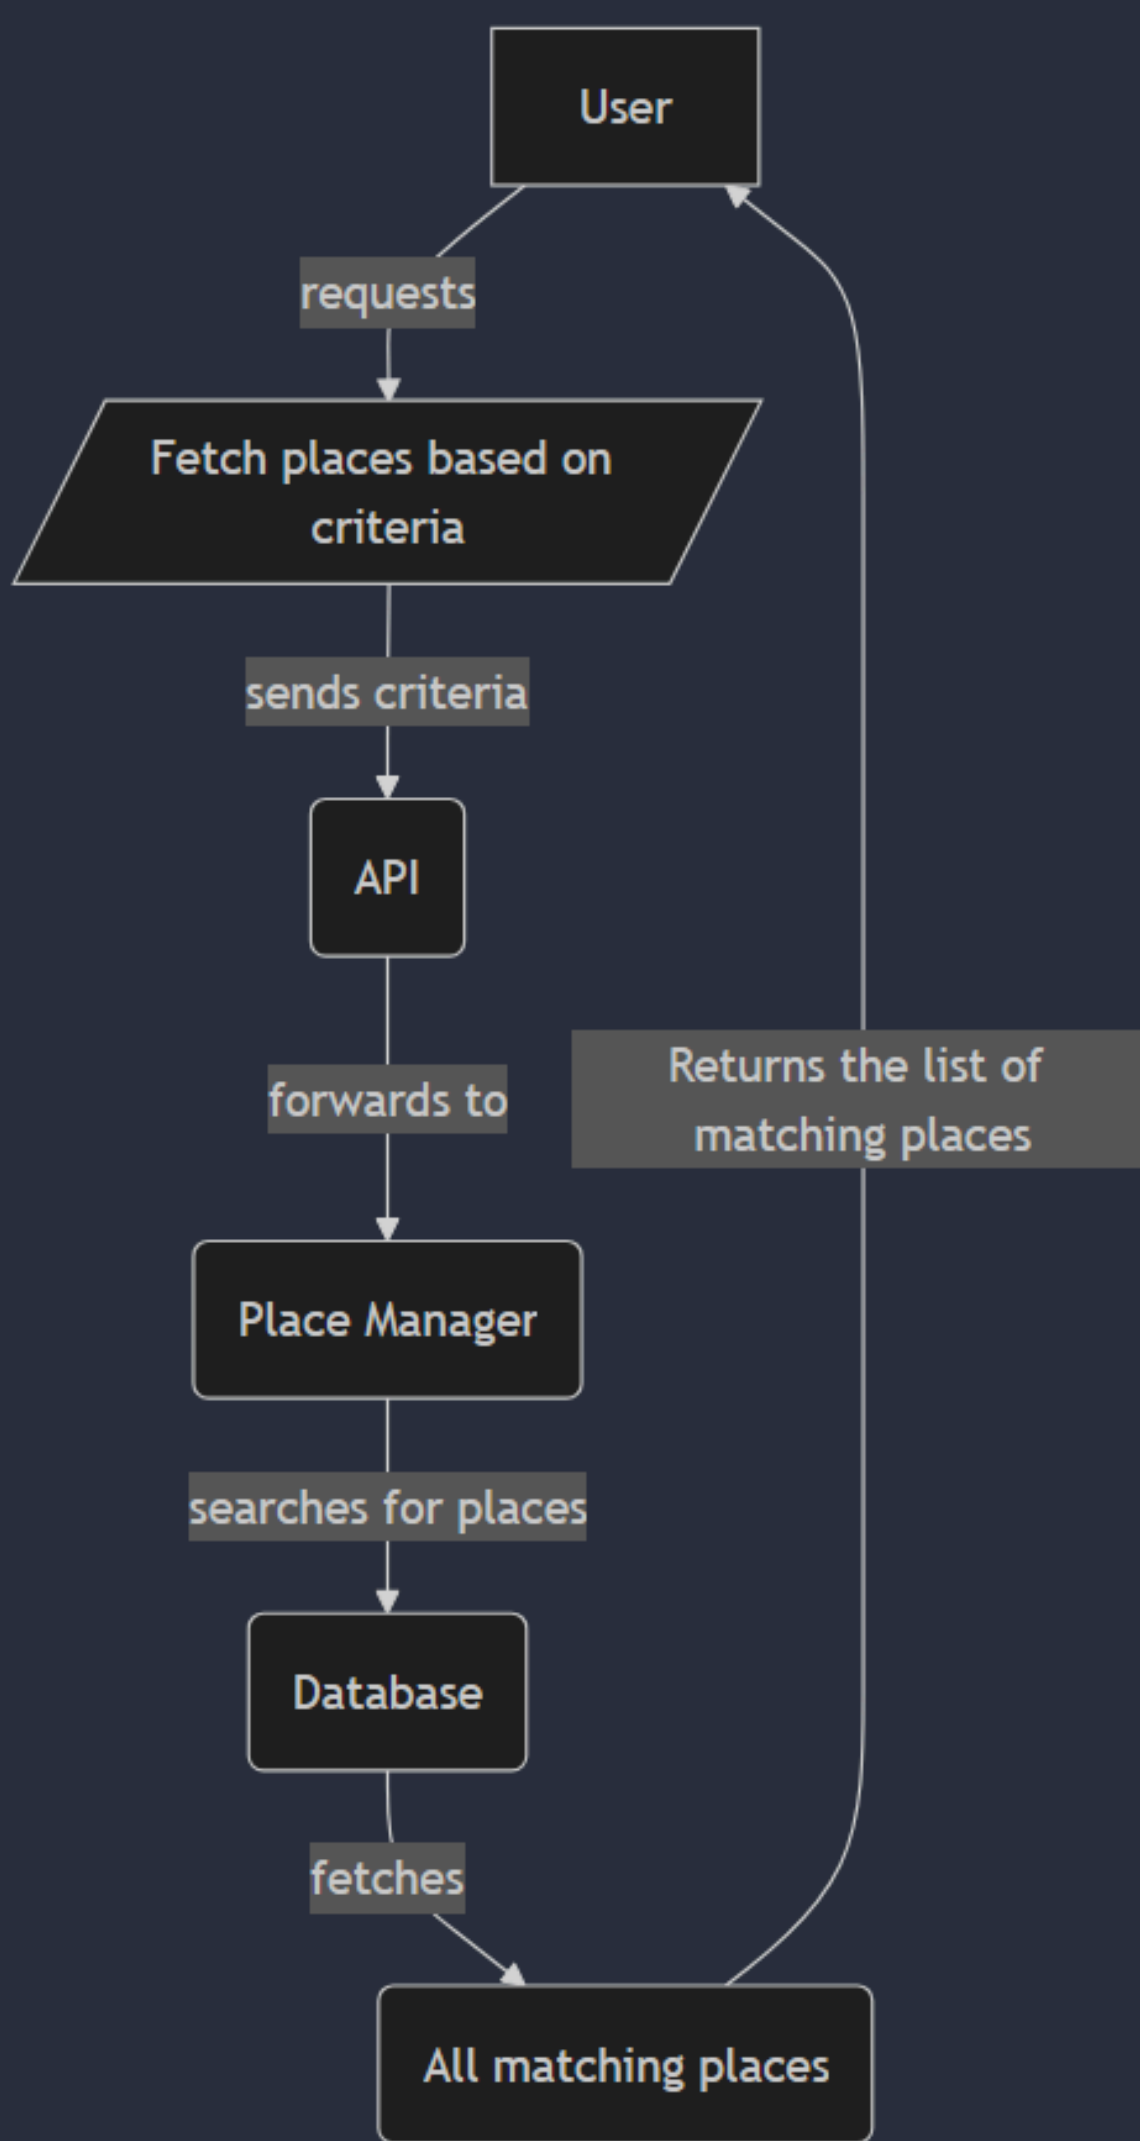 User
requests
Fetch places based on
criteria
sends criteria
API
forwards to
Returns the list of
matching places
Place Manager
searches for places
Database
fetches
All matching places